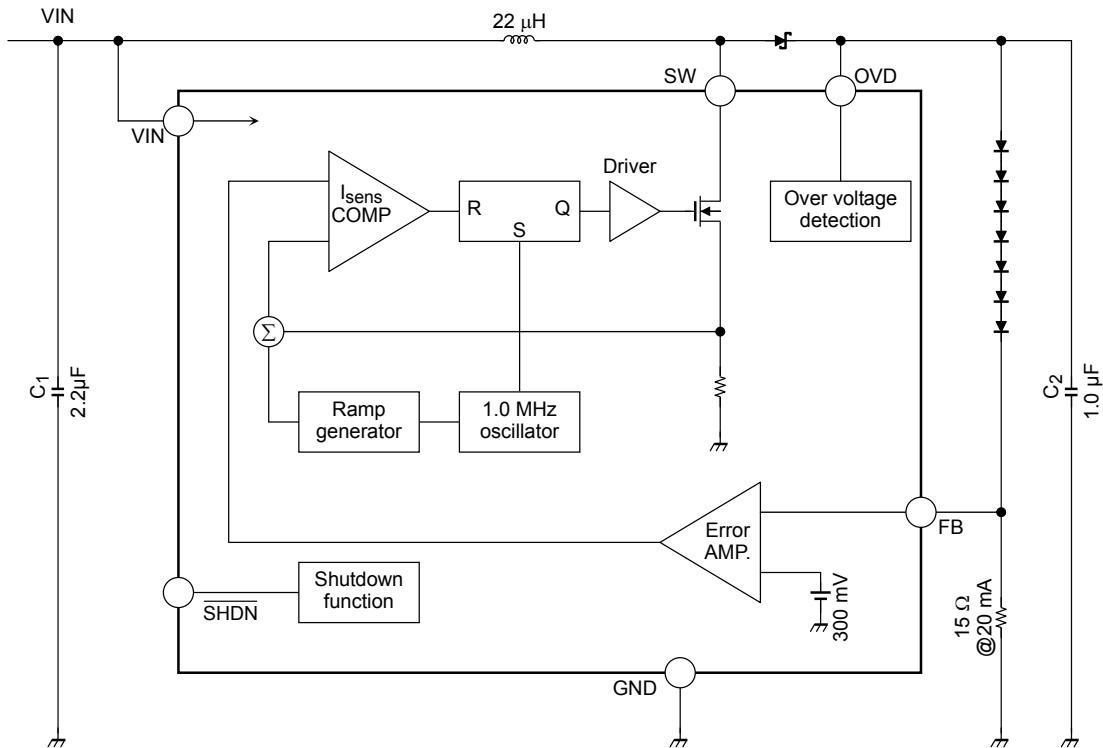 VIN
22 μH
SW
OVD
VIN
Driver
Isens
COMP
R
Q
S
Over voltage
detection
Σ
C1
2.2μF
Ramp
generator
1.0 MHz
oscillator
C2
1.0 μF
Error
AMP.
FB
SHDN
Shutdown
function
300 mV
15 Ω
@20 mA
GND